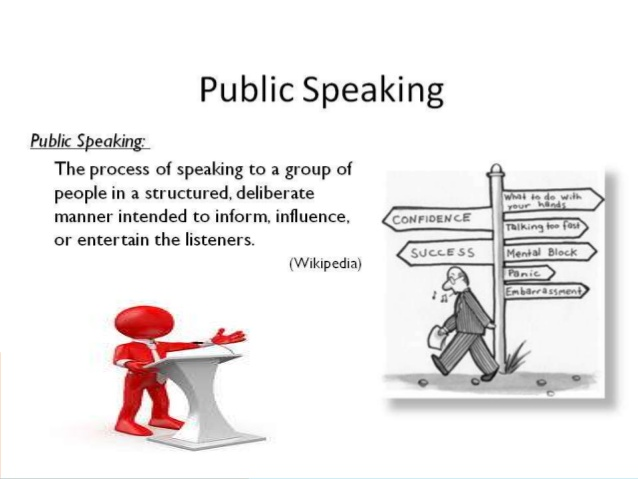 Public Speaking
Public Speaking:
The process of speaking to a group of
people in a structured, deliberate
manner intended to inform, influence,
or entertain the listeners.
(Wikipedia)
CONFIDENCE
SUCCESS
What to do with
your hands
Talking too fast
Mental Block
Panic
Embarrassment